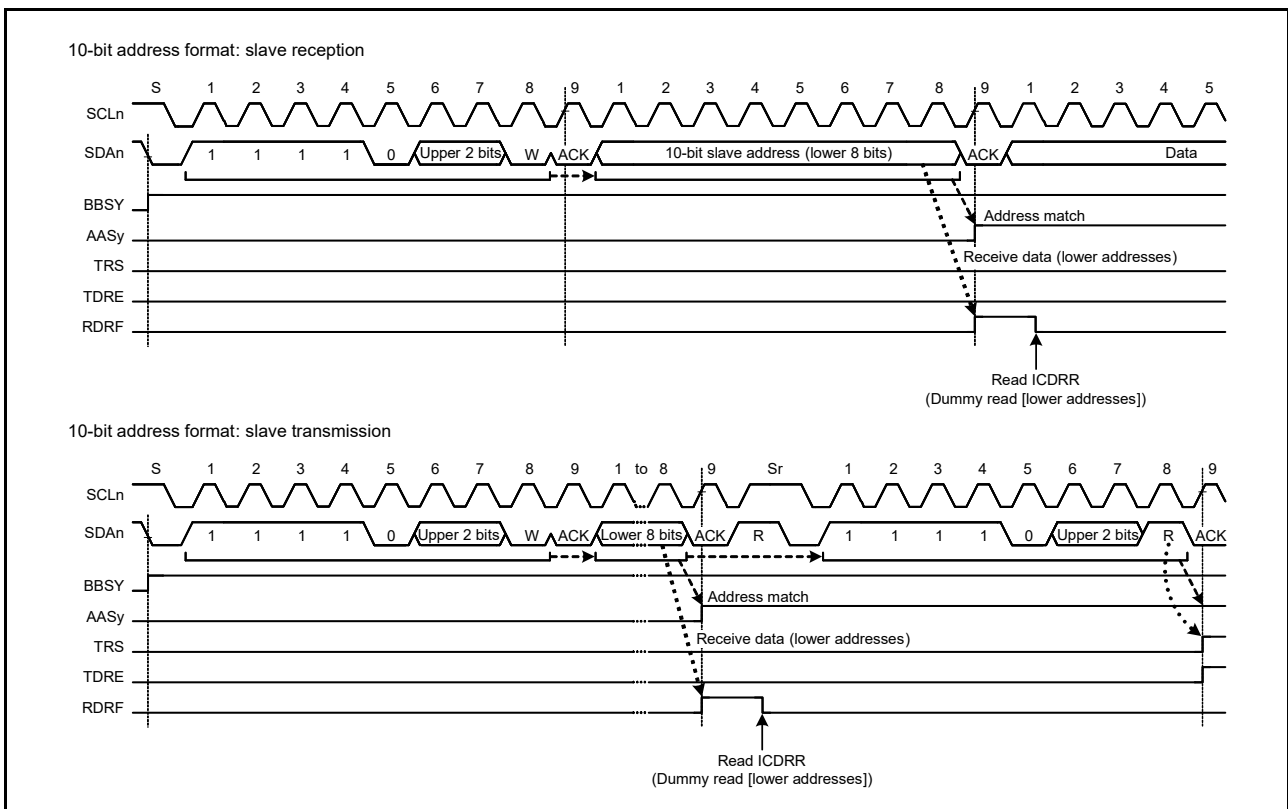 10-bit address format: slave reception
S 1 2 3 4 5 6 7 8 9 1 2 3 4 5 6 7 8 9 1 2 3 4 5
SCLn
SDAn 1 1 1 1 0 Upper 2 bits W ACK 10-bit slave address (lower 8 bits) ACK Data
BBSY
Address match
AASy
Receive data (lower addresses)
TRS
TDRE
RDRF
Read ICDRR
(Dummy read [lower addresses])
10-bit address format: slave transmission
S 1 2 3 4 5 6 7 8 9 1 to 8 9 Sr 1 2 3 4 5 6 7 8 9
SCLn
SDAn 1 1 1 1 0 Upper 2 bits W ACK Lower 8 bits ACK R 1 1 1 1 0 Upper 2 bits R ACK
BBSY
Address match
AASy
Receive data (lower addresses)
TRS
TDRE
RDRF
Read ICDRR
(Dummy read [lower addresses])